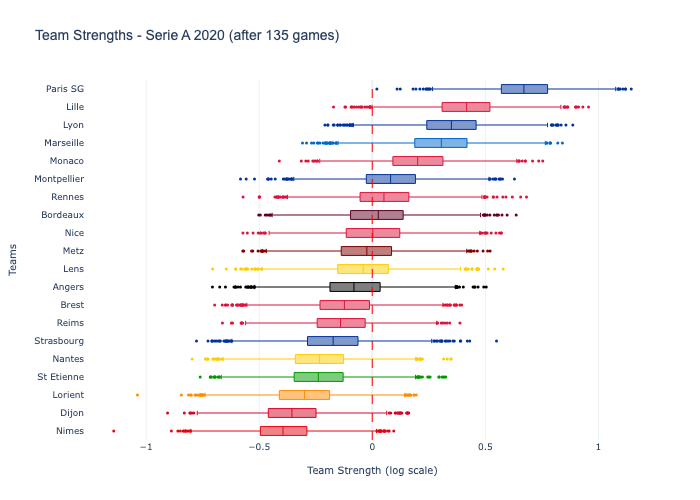 Team Strengths - Serie A 2020 (after 135 games)
Teams
Paris SG
Lille
Lyon
Marseille
Monaco
Montpellier
Rennes
Bordeaux
Nice
Metz
Lens
Angers
Brest
Reims
Strasbourg
Nantes
St Etienne
Lorient
Dijon
Nimes
−1
−0.5
0
0.5
1
Team Strength (log scale)